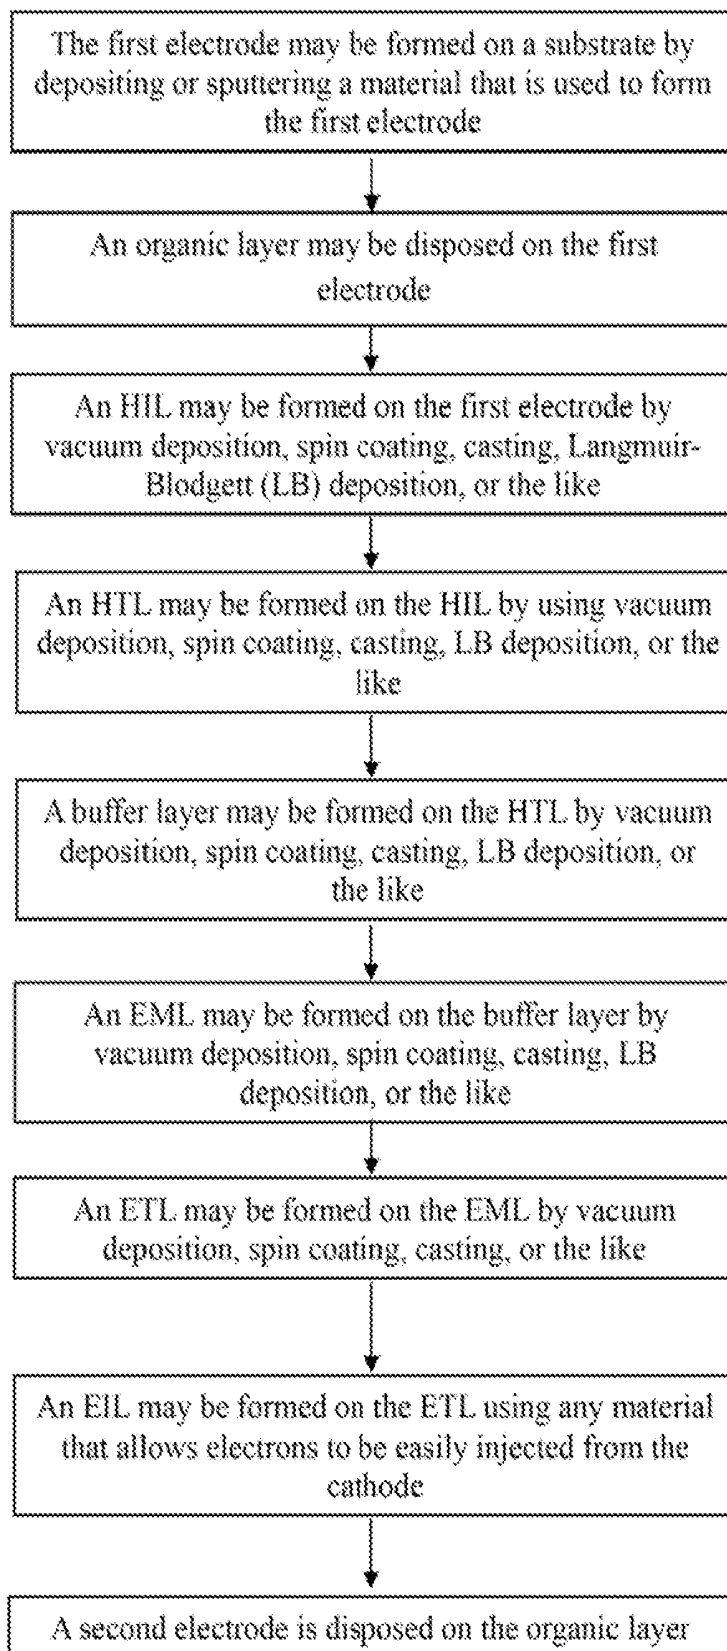 The first electrode may be formed on a substrate by
depositing or sputtering a material that is used to form
the first electrode
An organic layer may be disposed on the first
electrode
An HIL may be formed on the first electrode by
vacuum deposition, spin coating, casting, Langmuir-
Blodgett (LB) deposition, or the like
An HTL may be formed on the HIL by using vacuum
deposition, spin coating, casting, LB deposition, or the
like
A buffer layer may be formed on the HTL by vacuum
deposition, spin coating, casting, LB deposition, or
the like
An EML may be formed on the buffer layer by
vacuum deposition, spin coating, casting, LB
deposition, or the like
An ETL may be formed on the EML by vacuum
deposition, spin coating, casting, or the like
An EIL may be formed on the ETL using any material
that allows electrons to be easily injected from the
cathode
A second electrode is disposed on the organic layer